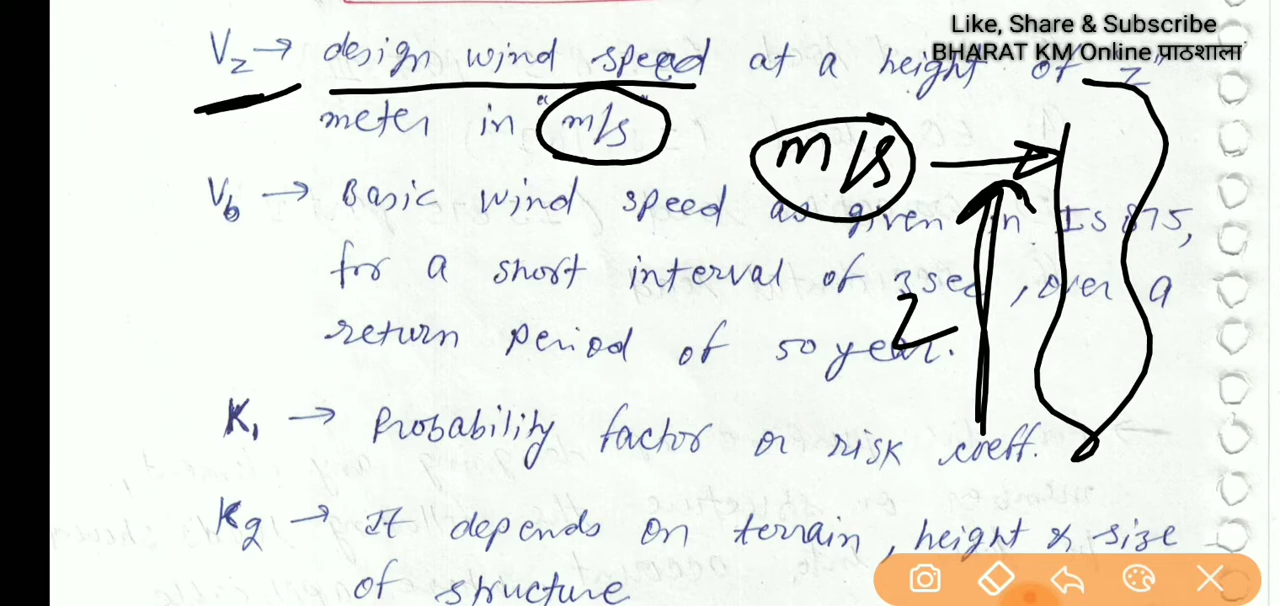 Like, Share & Subscribe
BHARAT KM Online पाठशाला
Vz → design wind speed at a height of "z"
meter in "m/s"
m/s
Vb → Basic wind speed as given in Is 875,
for a short interval of 3sec, over a
return period of 50 year.
Z
K1 → Probability factor or risk coeff.
K2 → It depends on terrain, height & size
of structure